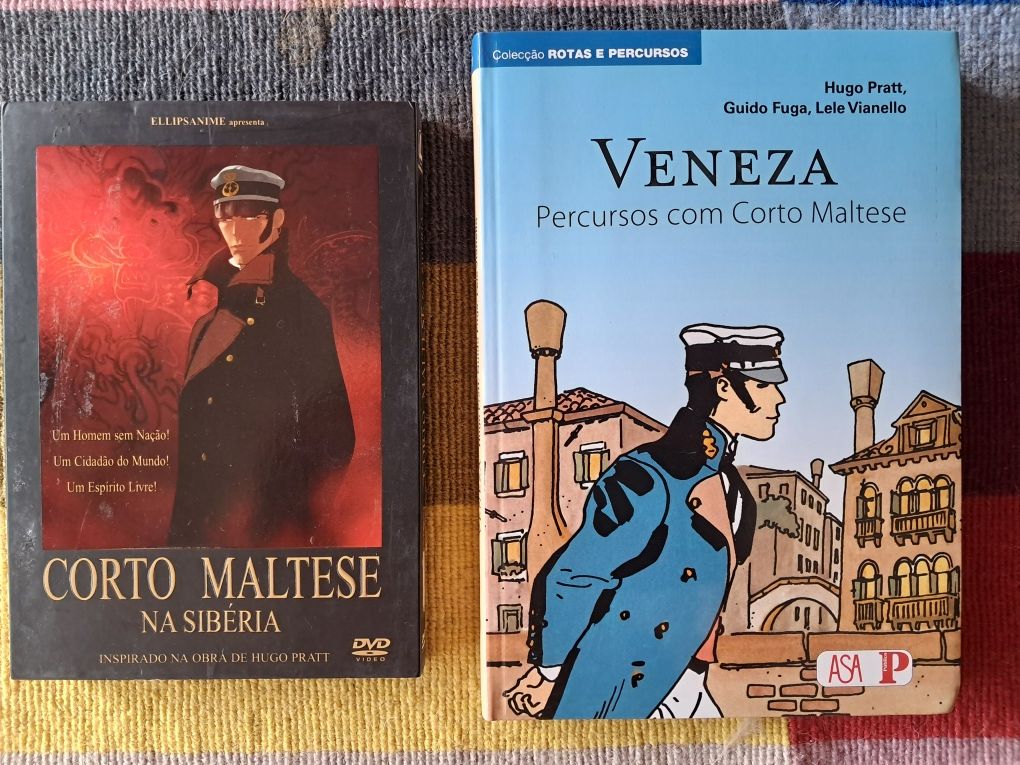 ELLIPSANIME apresenta
Um Homem sem Nação!
Um Cidadão do Mundo!
Um Espírito Livre!
CORTO MALTESE
NA SIBÉRIA
DVD
VIDEO
INSPIRADO NA OBRA DE HUGO PRATT
Colecção ROTAS E PERCURSOS
Hugo Pratt,
Guido Fuga, Lele Vianello
VENEZA
Percursos com Corto Maltese
ASA
Público
P